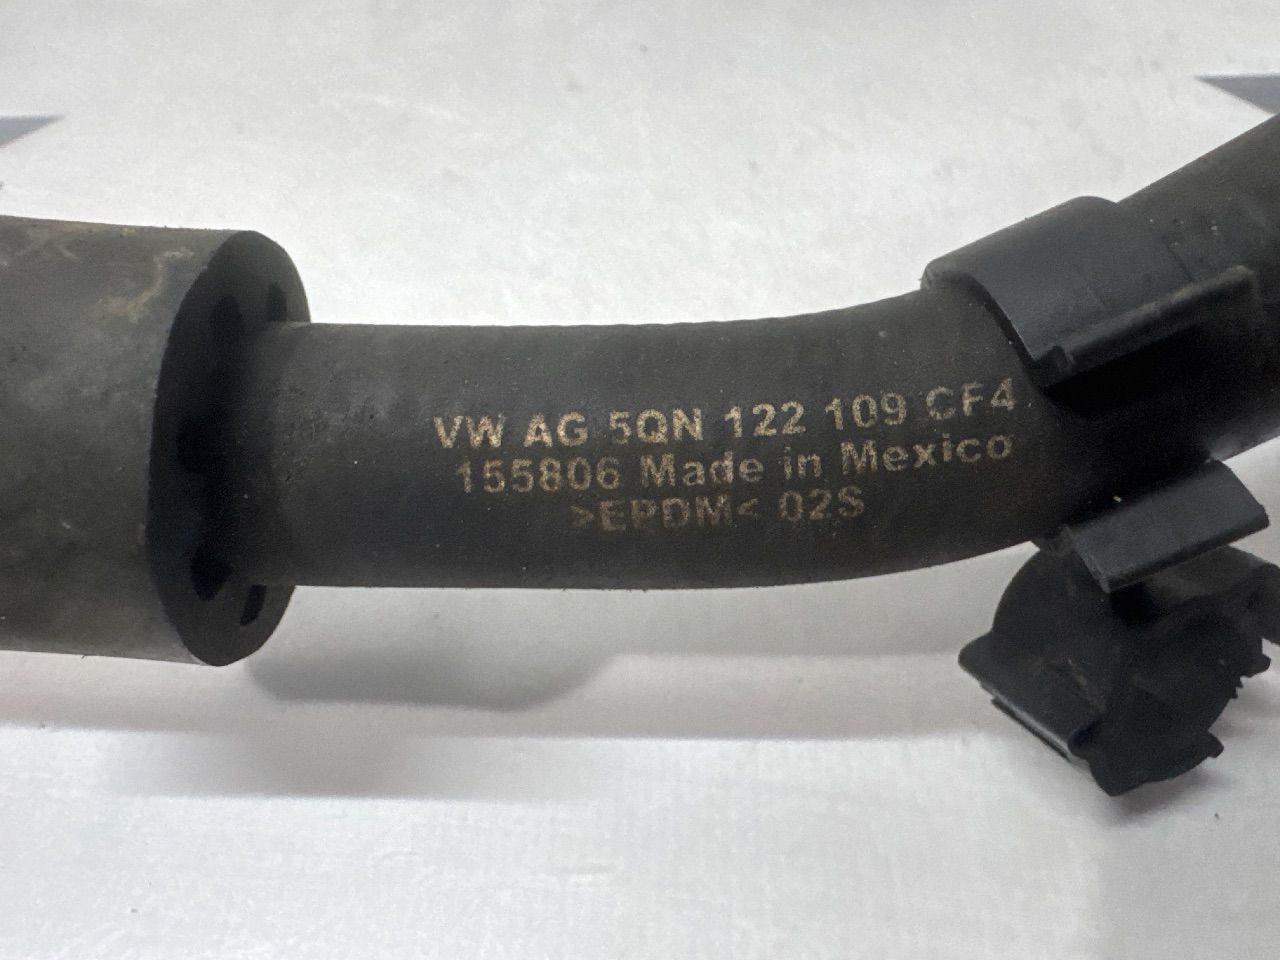 VW AG 5QN 122 109 CF4
155806 Made in Mexico
>EPDM< 02S